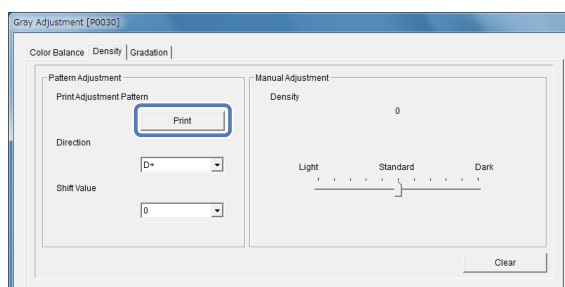 Gray Adjustment [P0030]
Color Balance Density Gradation
Pattern Adjustment
Print Adjustment Pattern
Print
Direction
D+
Shift Value
0
Manual Adjustment
Density
0
Light Standard Dark
Clear